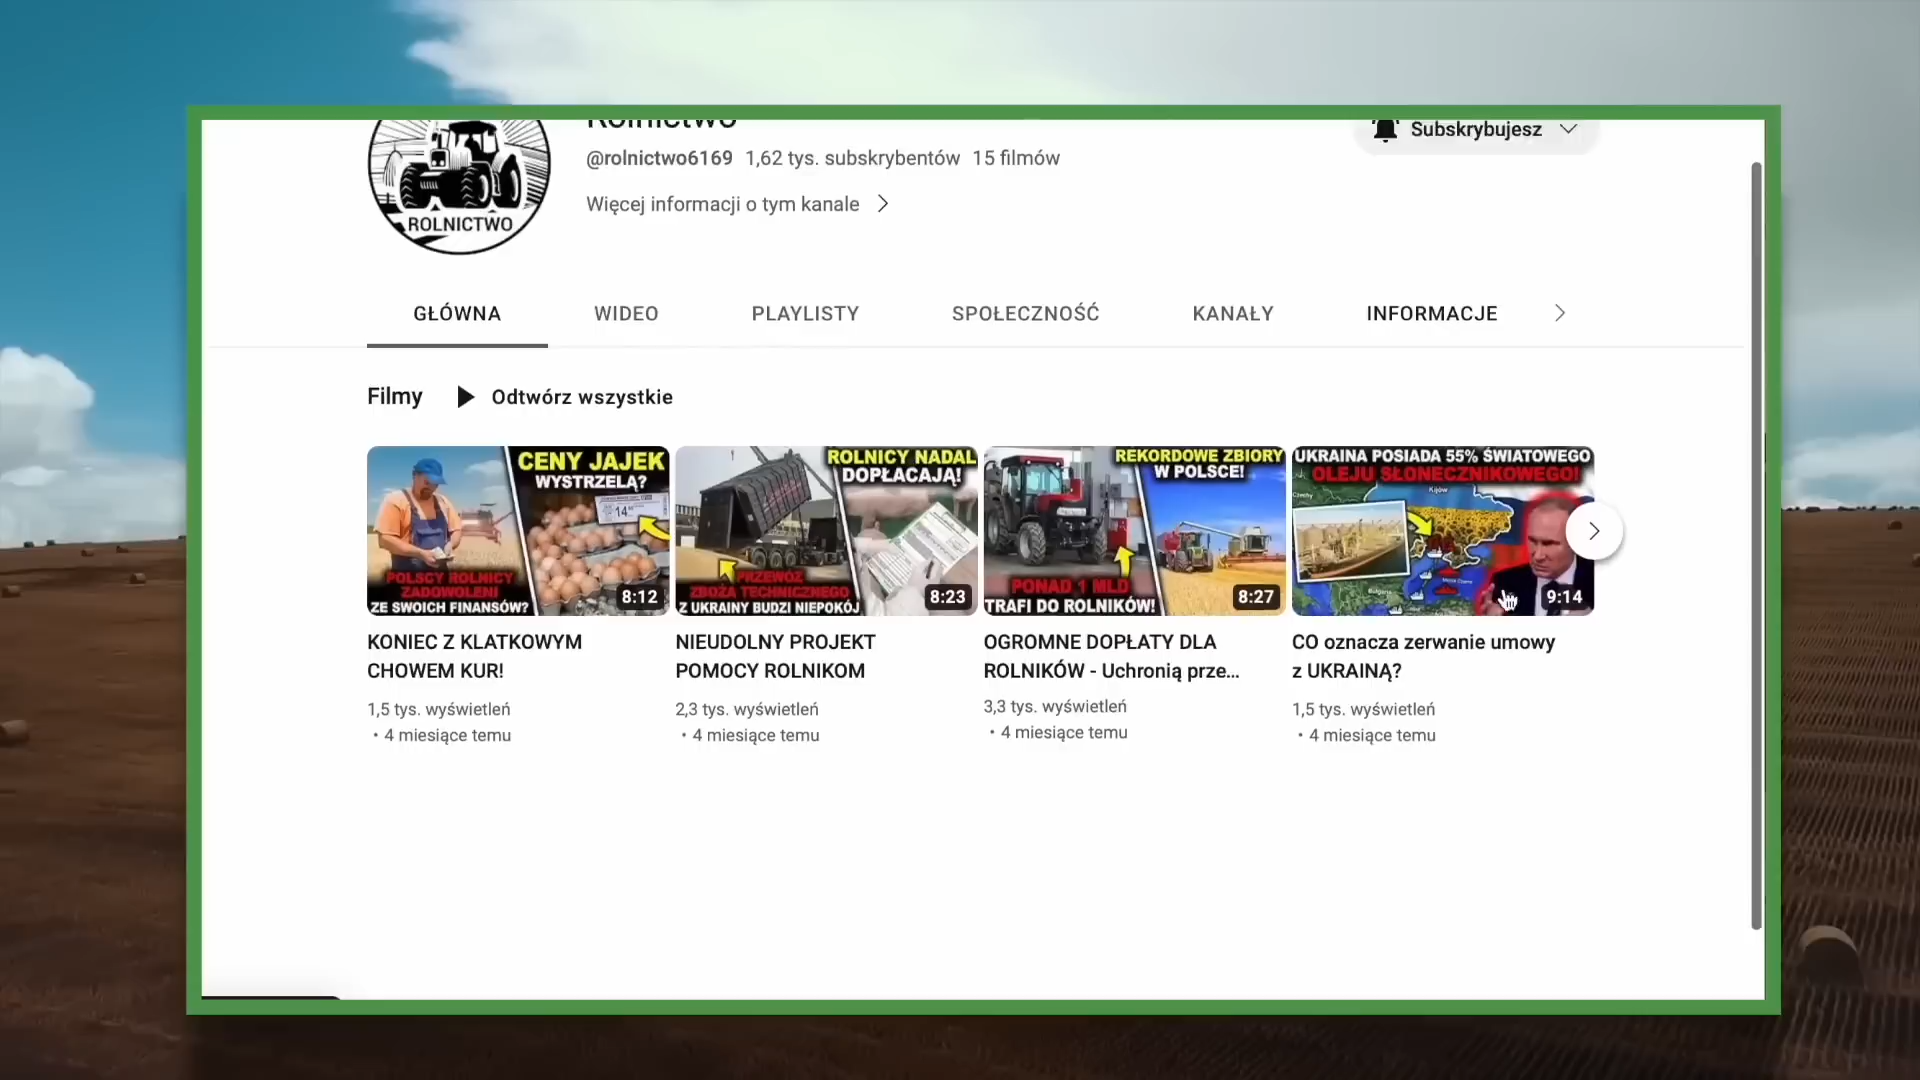 Rolnictwo
Subskrybujesz
@rolnictwo6169 1,62 tys. subskrybentów 15 filmów
Więcej informacji o tym kanale
ROLNICTWO
GŁÓWNA WIDEO PLAYLISTY SPOŁECZNOŚĆ KANAŁY INFORMACJE
Filmy Odtwórz wszystkie
CENY JAJEK
WYSTRZELĄ?
14
POLSCY ROLNICY
ZADOWOLENI
ZE SWOICH FINANSÓW?
8:12
KONIEC Z KLATKOWYM
CHOWEM KUR!
1,5 tys. wyświetleń
• 4 miesiące temu
ROLNICY NADAL
DOPŁACAJĄ!
PRZEWÓZ
ZBOŻA TECHNICZNEGO
Z UKRAINY BUDZI NIEPOKÓJ
8:23
NIEUDOLNY PROJEKT
POMOCY ROLNIKOM
2,3 tys. wyświetleń
• 4 miesiące temu
REKORDOWE ZBIORY
W POLSCE!
PONAD 1 MLD
TRAFI DO ROLNIKÓW!
8:27
OGROMNE DOPŁATY DLA
ROLNIKÓW - Uchronią prze...
3,3 tys. wyświetleń
• 4 miesiące temu
UKRAINA POSIADA 55% ŚWIATOWEGO
OLEJU SŁONECZNIKOWEGO!
Czechy
Kijów
Bułgaria
9:14
CO oznacza zerwanie umowy
z UKRAINĄ?
1,5 tys. wyświetleń
• 4 miesiące temu